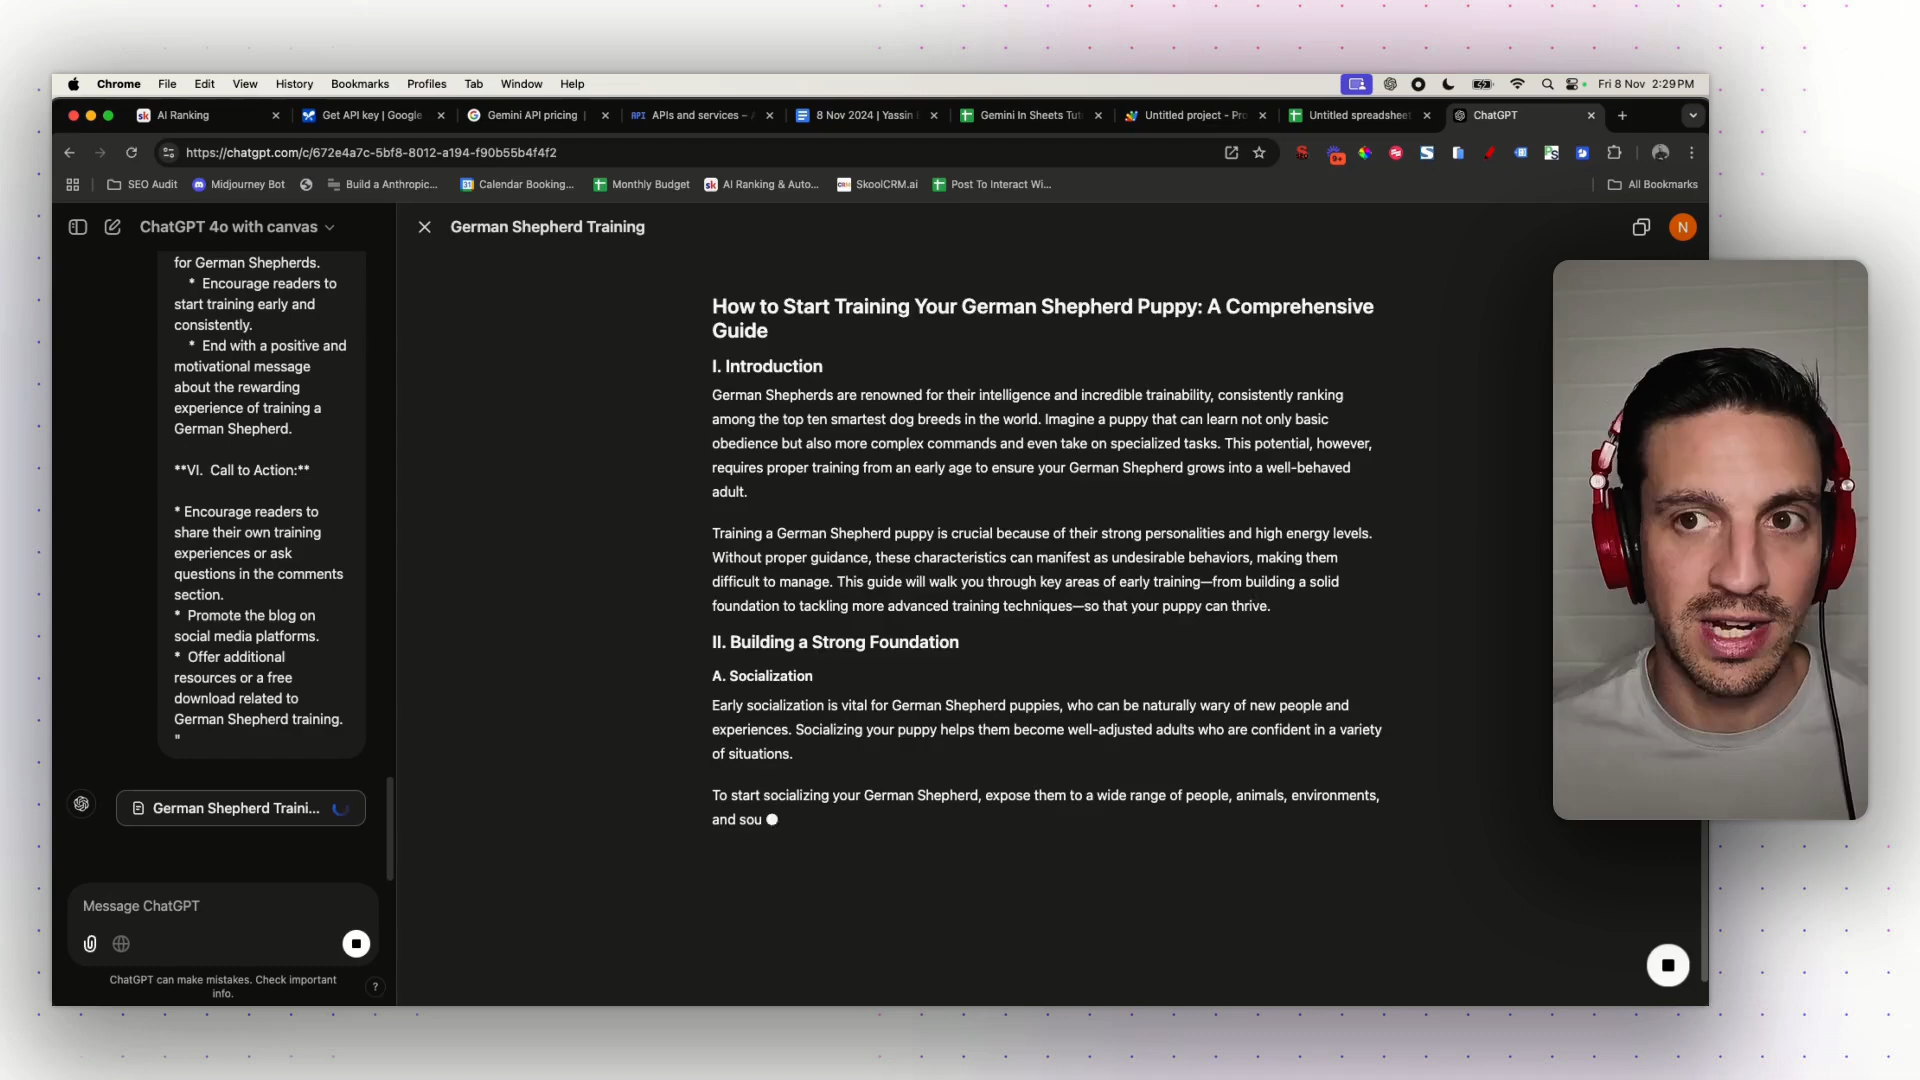 Chrome File Edit View History Bookmarks Profiles Tab Window Help Fri 8 Nov 2:29 PM
AI Ranking Get API key | Google Gemini API pricing | API APIs and services – 8 Nov 2024 | Yassin Gemini In Sheets Tut Untitled project - Pro Untitled spreadsheet ChatGPT
https://chatgpt.com/c/672e4a7c-5bf8-8012-a194-f90b55b4f4f2 9+
SEO Audit Midjourney Bot Build a Anthropic... Calendar Booking... Monthly Budget AI Ranking & Auto... SkoolCRM.ai Post To Interact Wi... All Bookmarks
ChatGPT 4o with canvas
for German Shepherds.
* Encourage readers to
start training early and
consistently.
* End with a positive and
motivational message
about the rewarding
experience of training a
German Shepherd.
**VI. Call to Action:**
* Encourage readers to
share their own training
experiences or ask
questions in the comments
section.
* Promote the blog on
social media platforms.
* Offer additional
resources or a free
download related to
German Shepherd training.
"
German Shepherd Traini...
Message ChatGPT
ChatGPT can make mistakes. Check important
info.
?
German Shepherd Training
N
How to Start Training Your German Shepherd Puppy: A Comprehensive
Guide
I. Introduction
German Shepherds are renowned for their intelligence and incredible trainability, consistently ranking
among the top ten smartest dog breeds in the world. Imagine a puppy that can learn not only basic
obedience but also more complex commands and even take on specialized tasks. This potential, however,
requires proper training from an early age to ensure your German Shepherd grows into a well-behaved
adult.
Training a German Shepherd puppy is crucial because of their strong personalities and high energy levels.
Without proper guidance, these characteristics can manifest as undesirable behaviors, making them
difficult to manage. This guide will walk you through key areas of early training—from building a solid
foundation to tackling more advanced training techniques—so that your puppy can thrive.
II. Building a Strong Foundation
A. Socialization
Early socialization is vital for German Shepherd puppies, who can be naturally wary of new people and
experiences. Socializing your puppy helps them become well-adjusted adults who are confident in a variety
of situations.
To start socializing your German Shepherd, expose them to a wide range of people, animals, environments,
and sou